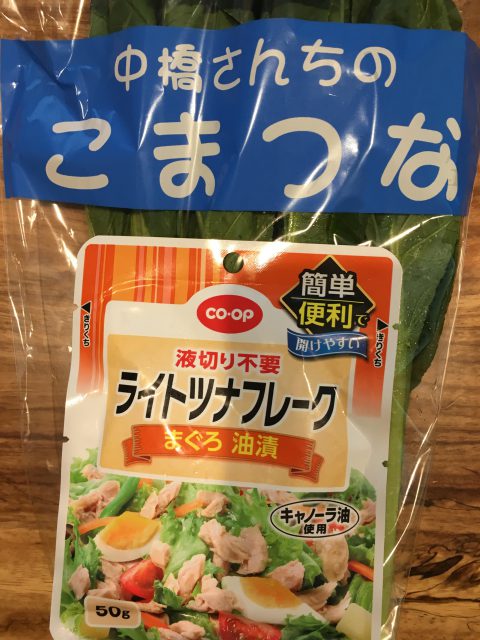 中橋さんちの
こまつな
co·op
簡単
便利で
開けやすい
きりくち
きりくち
液切り不要
ライトツナフレーク
まぐろ 油漬
キャノーラ油
使用
50g